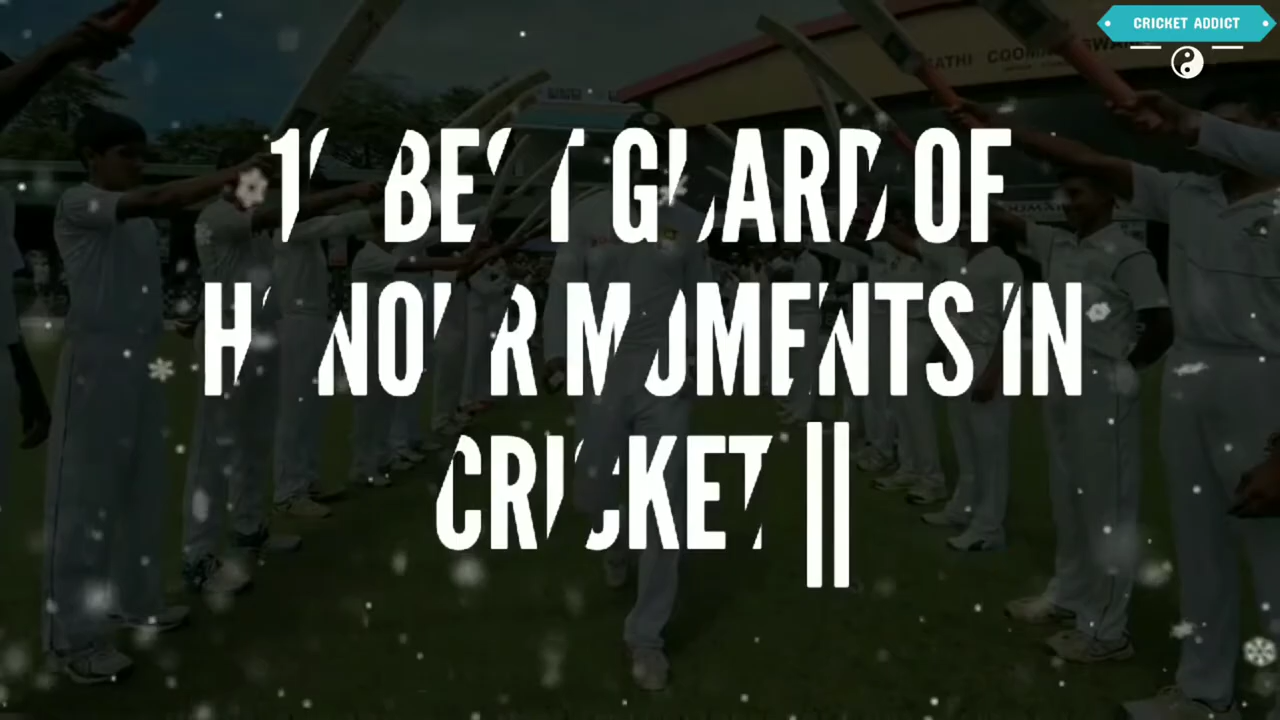 CRICKET ADDICT
BEST GUARD OF
HONOUR MOMENTS IN
CRICKET ||